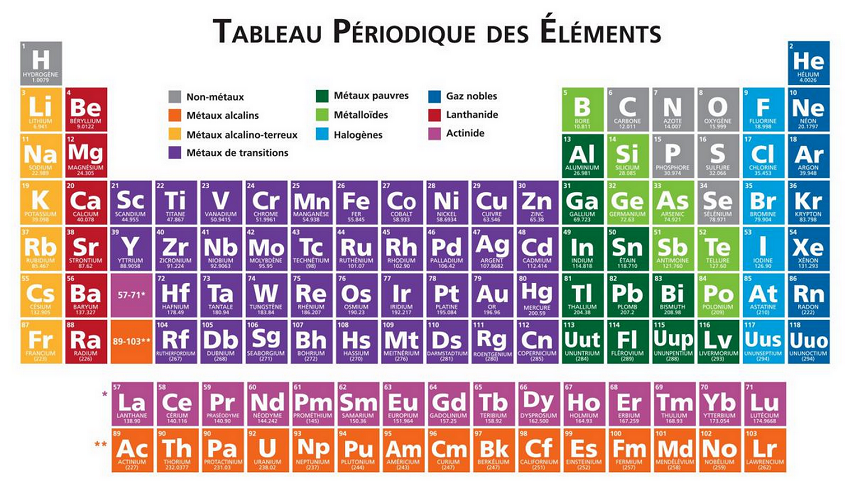 TABLEAU PÉRIODIQUE DES ÉLÉMENTS
1 2
H He
HYDROGÈNE HÉLIUM
1.0079 4.0026
Non-métaux Métaux pauvres Gaz nobles
Métaux alcalins Métalloïdes Lanthanide
Métaux alcalino-terreux Halogènes Actinide
Métaux de transitions
3 4 5 6 7 8 9 10
Li Be B C N O F Ne
LITHIUM BÉRYLLIUM BORE CARBONE AZOTE OXYGÈNE FLUORINE NÉON
6.941 9.0122 10.811 12.011 14.007 15.999 18.998 20.1797
11 12 13 14 15 16 17 18
Na Mg Al Si P S Cl Ar
SODIUM MAGNÉSIUM ALUMINIUM SILICIUM PHOSPHORE SULFURE CHLORINE ARGON
22.989 24.305 26.981 28.085 30.974 32.066 35.453 39.948
19 20 21 22 23 24 25 26 27 28 29 30 31 32 33 34 35 36
K Ca Sc Ti V Cr Mn Fe Co Ni Cu Zn Ga Ge As Se Br Kr
POTASSIUM CALCIUM SCANDIUM TITANE VANADIUM CHROME MANGANÈSE FER COBALT NICKEL CUIVRE ZINC GALLIUM GERMANIUM ARSENIC SÉLÉNIUM BROMINE KRYPTON
39.098 40.078 44.955 47.867 50.9415 51.9961 54.938 55.845 58.933 58.6934 63.546 65.38 69.723 72.63 74.921 78.971 79.904 83.798
37 38 39 40 41 42 43 44 45 46 47 48 49 50 51 52 53 54
Rb Sr Y Zr Nb Mo Tc Ru Rh Pd Ag Cd In Sn Sb Te I Xe
RUBIDIUM STRONTIUM YTTRIUM ZICRONIUM NIOBIUM MOLYBDÈNE TECHNÉTIUM RUTHÉNIUM RHODIUM PALLADIUM ARGENT CADMIUM INDIUM ÉTAIN ANTIMOINE TELLURE IODINE XENON
85.467 87.62 88.9058 91.224 92.9063 95.95 (98) 101.07 102.90 106.42 107.8682 112.414 114.818 118.710 121.760 127.60 126.90 131.293
55 56 57-71* 72 73 74 75 76 77 78 79 80 81 82 83 84 85 86
Cs Ba Hf Ta W Re Os Ir Pt Au Hg Tl Pb Bi Po At Rn
CESIUM BARYUM HAFNIUM TANTALE TUNGSTÈNE RHENIUM OSMIUM IRIDIUM PLATINE OR MERCURE THALLIUM PLOMB BISMUTH POLONIUM ASTATINE RADON
132.905 137.327 178.49 180.94 183.84 186.207 190.23 192.217 195.084 196.96 200.59 204.38 207.2 208.98 (209) (210) (222)
87 88 89-103** 104 105 106 107 108 109 110 111 112 113 114 115 116 117 118
Fr Ra Rf Db Sg Bh Hs Mt Ds Rg Cn Uut Fl Uup Lv Uus Uuo
FRANCIUM RADIUM RUTHERFORDIUM DUBNIUM SEABORGIUM BOHRIUM HASSIUM MEITNÉRIUM DARMSTADTIUM ROENTGENIUM COPERNICIUM UNUNTRIUM FLÉROVIUM UNUNPENTIUM LIVERMORIUM UNUNSEPTIUM UNUNOCTIUM
(223) (226) (267) (268) (271) (272) (270) (276) (281) (280) (285) (284) (289) (288) (293) (294) (294)
57 58 59 60 61 62 63 64 65 66 67 68 69 70 71
* La Ce Pr Nd Pm Sm Eu Gd Tb Dy Ho Er Tm Yb Lu
LANTHANE CÉRIUM PRASÉODYME NÉODYME PROMÉTHIUM SAMARIUM EUROPIUM GADOLINIUM TERBIUM DYSPROSIUM HOLMIUM ERBIUM THULIUM YTTERBIUM LUTÉCIUM
138.90 140.116 140.90 144.242 (145) 150.36 151.964 157.25 158.92 162.500 164.93 167.259 168.93 173.054 174.9668
89 90 90 92 93 94 95 96 97 98 99 100 101 102 103
** Ac Th Pa U Np Pu Am Cm Bk Cf Es Fm Md No Lr
ACTINIUM THORIUM PROTACTINIUM URANIUM NEPTUNIUM PLUTONIUM AMÉRICIUM CURIUM BERKÉLIUM CALIFORNIUM EINSTEINIUM FERMIUM MENDÉLÉVIUM NOBÉLIUM LAWRENCIUM
(227) 232.0377 231.03 238.02 (237) (244) (243) (247) (247) (251) (252) (257) (258) (259) (262)